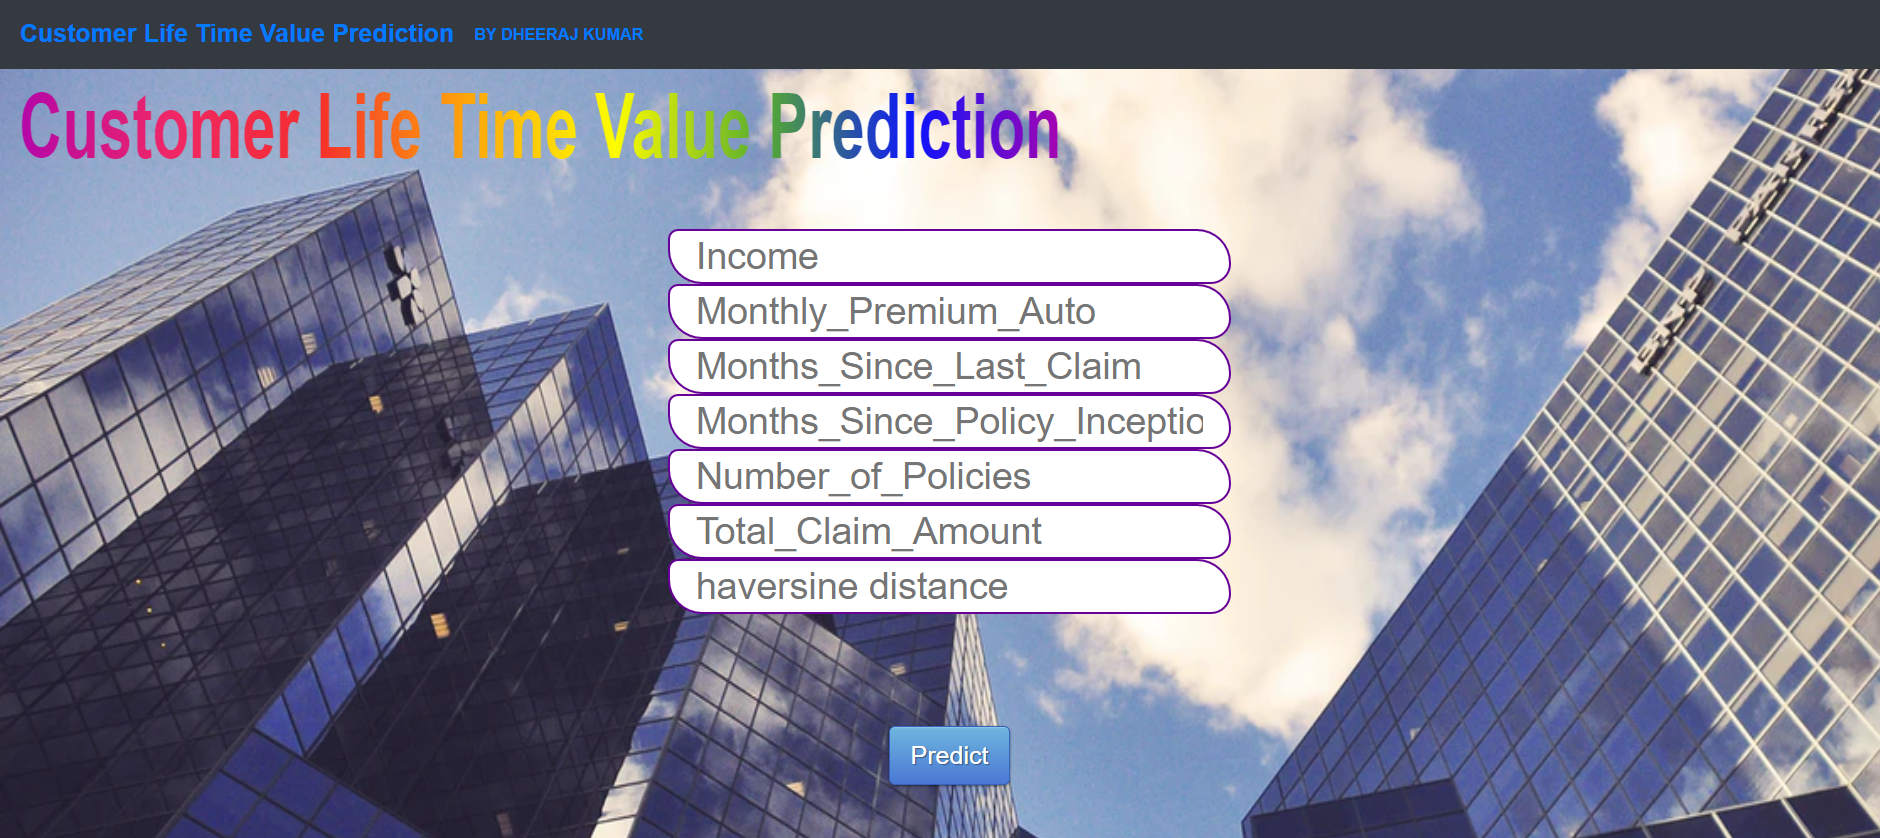 Customer Life Time Value Prediction BY DHEERAJ KUMAR
Customer Life Time Value Prediction
Income
Monthly_Premium_Auto
Months_Since_Last_Claim
Months_Since_Policy_Inceptio
Number_of_Policies
Total_Claim_Amount
haversine distance
Predict